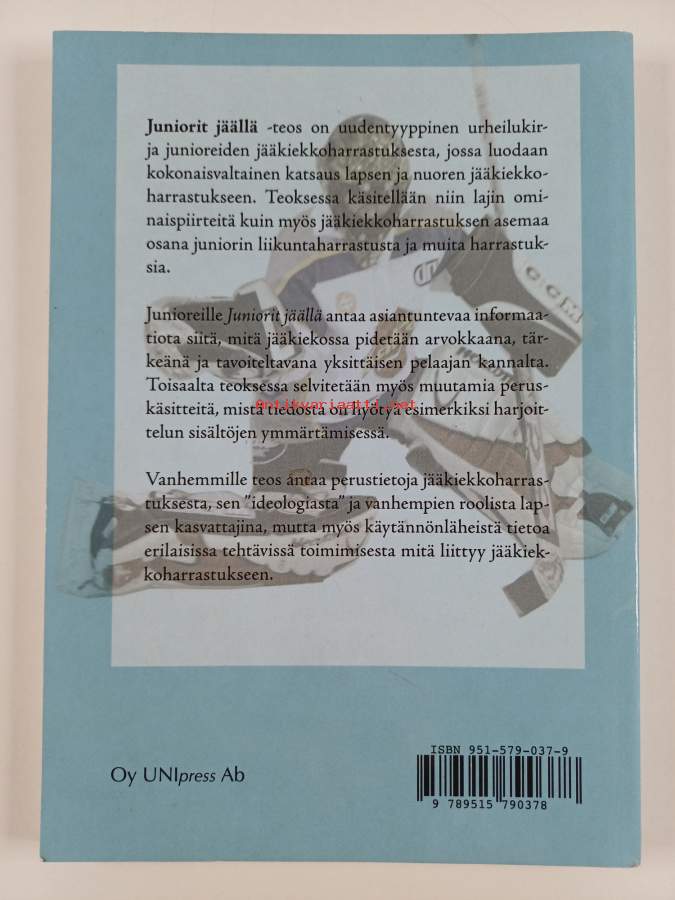 Juniorit jäällä -teos on uudentyyppinen urheilukir-
ja junioreiden jääkiekkoharrastuksesta, jossa luodaan
kokonaisvaltainen katsaus lapsen ja nuoren jääkiekko-
harrastukseen. Teoksessa käsitellään niin lajin omi-
naispiirteitä kuin myös jääkiekkoharrastuksen asemaa
osana juniorin liikuntaharrastusta ja muita harrastuk-
sia.
Junioreille Juniorit jäällä antaa asiantuntevaa informaa-
tiota siitä, mitä jääkiekossa pidetään arvokkaana, tär-
keänä ja tavoiteltavana yksittäisen pelaajan kannalta.
Toisaalta teoksessa selvitetään myös muutamia perus-
käsitteitä, mistä tiedosta on hyötyä esimerkiksi harjoit-
telun sisältöjen ymmärtämisessä.
Antikvariaatti.net
Vanhemmille teos antaa perustietoja jääkiekkoharras-
tuksesta, sen "ideologiasta" ja vanhempien roolista lap-
sen kasvattajina, mutta myös käytännönläheistä tietoa
erilaisissa tehtävissä toimimisesta mitä liittyy jääkiek-
koharrastukseen.
CCM
Oy UNIpress Ab
ISBN 951-579-037-9
9 789515 790378